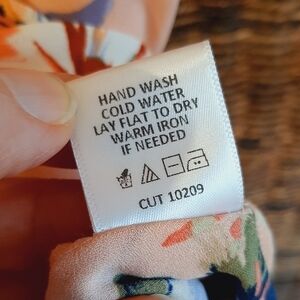 HAND WASH
COLD WATER
LAY FLAT TO DRY
WARM IRON
IF NEEDED
CUT 10209